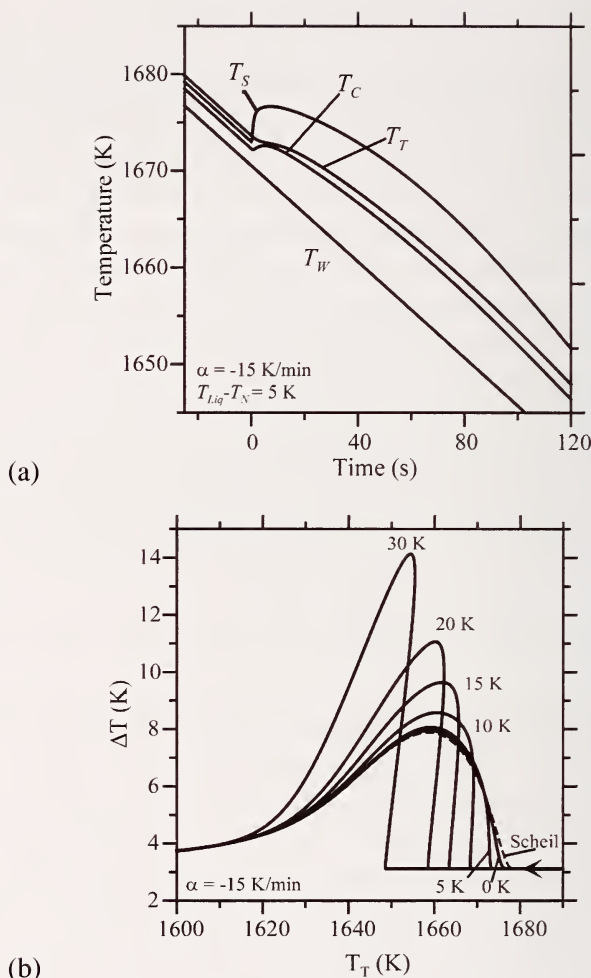 1680
1670
1660
1650
Temperature (K)
T_S
T_C
T_T
T_W
α = -15 K/min
T_Liq-T_N = 5 K
0
40
80
120
Time (s)
(a)
14
12
10
8
6
4
2
ΔT (K)
30 K
20 K
15 K
10 K
Scheil
5 K
0 K
α = -15 K/min
1600
1620
1640
1660
1680
T_T (K)
(b)